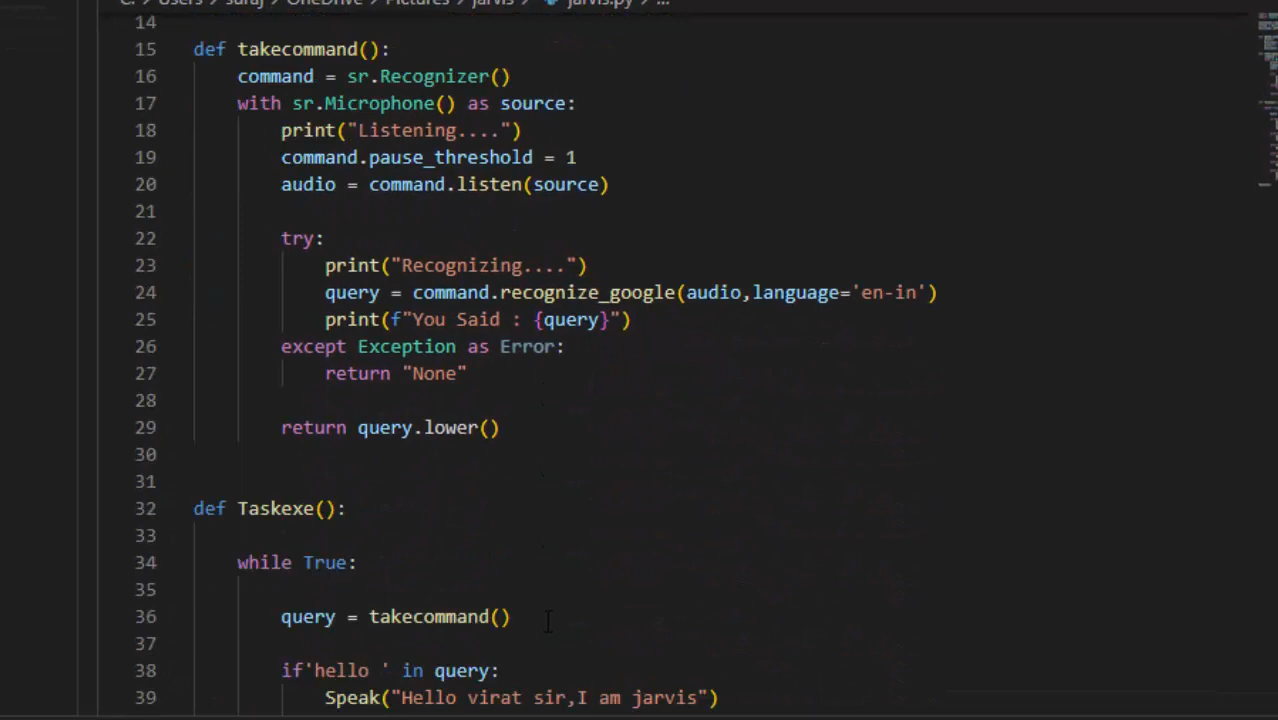 C: > Users > suraj > OneDrive > Pictures > jarvis > jarvis.py > ...
14
15 def takecommand():
16 command = sr.Recognizer()
17 with sr.Microphone() as source:
18 print("Listening....")
19 command.pause_threshold = 1
20 audio = command.listen(source)
21
22 try:
23 print("Recognizing....")
24 query = command.recognize_google(audio,language='en-in')
25 print(f"You Said : {query}")
26 except Exception as Error:
27 return "None"
28
29 return query.lower()
30
31
32 def Taskexe():
33
34 while True:
35
36 query = takecommand()
37
38 if'hello ' in query:
39 Speak("Hello virat sir,I am jarvis")